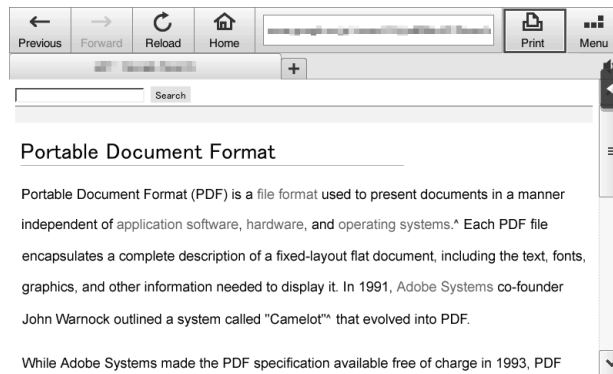 Previous Forward Reload Home Print Menu
+
Search
Portable Document Format
Portable Document Format (PDF) is a file format used to present documents in a manner
independent of application software, hardware, and operating systems.^ Each PDF file
encapsulates a complete description of a fixed-layout flat document, including the text, fonts,
graphics, and other information needed to display it. In 1991, Adobe Systems co-founder
John Warnock outlined a system called "Camelot"^ that evolved into PDF.
While Adobe Systems made the PDF specification available free of charge in 1993, PDF